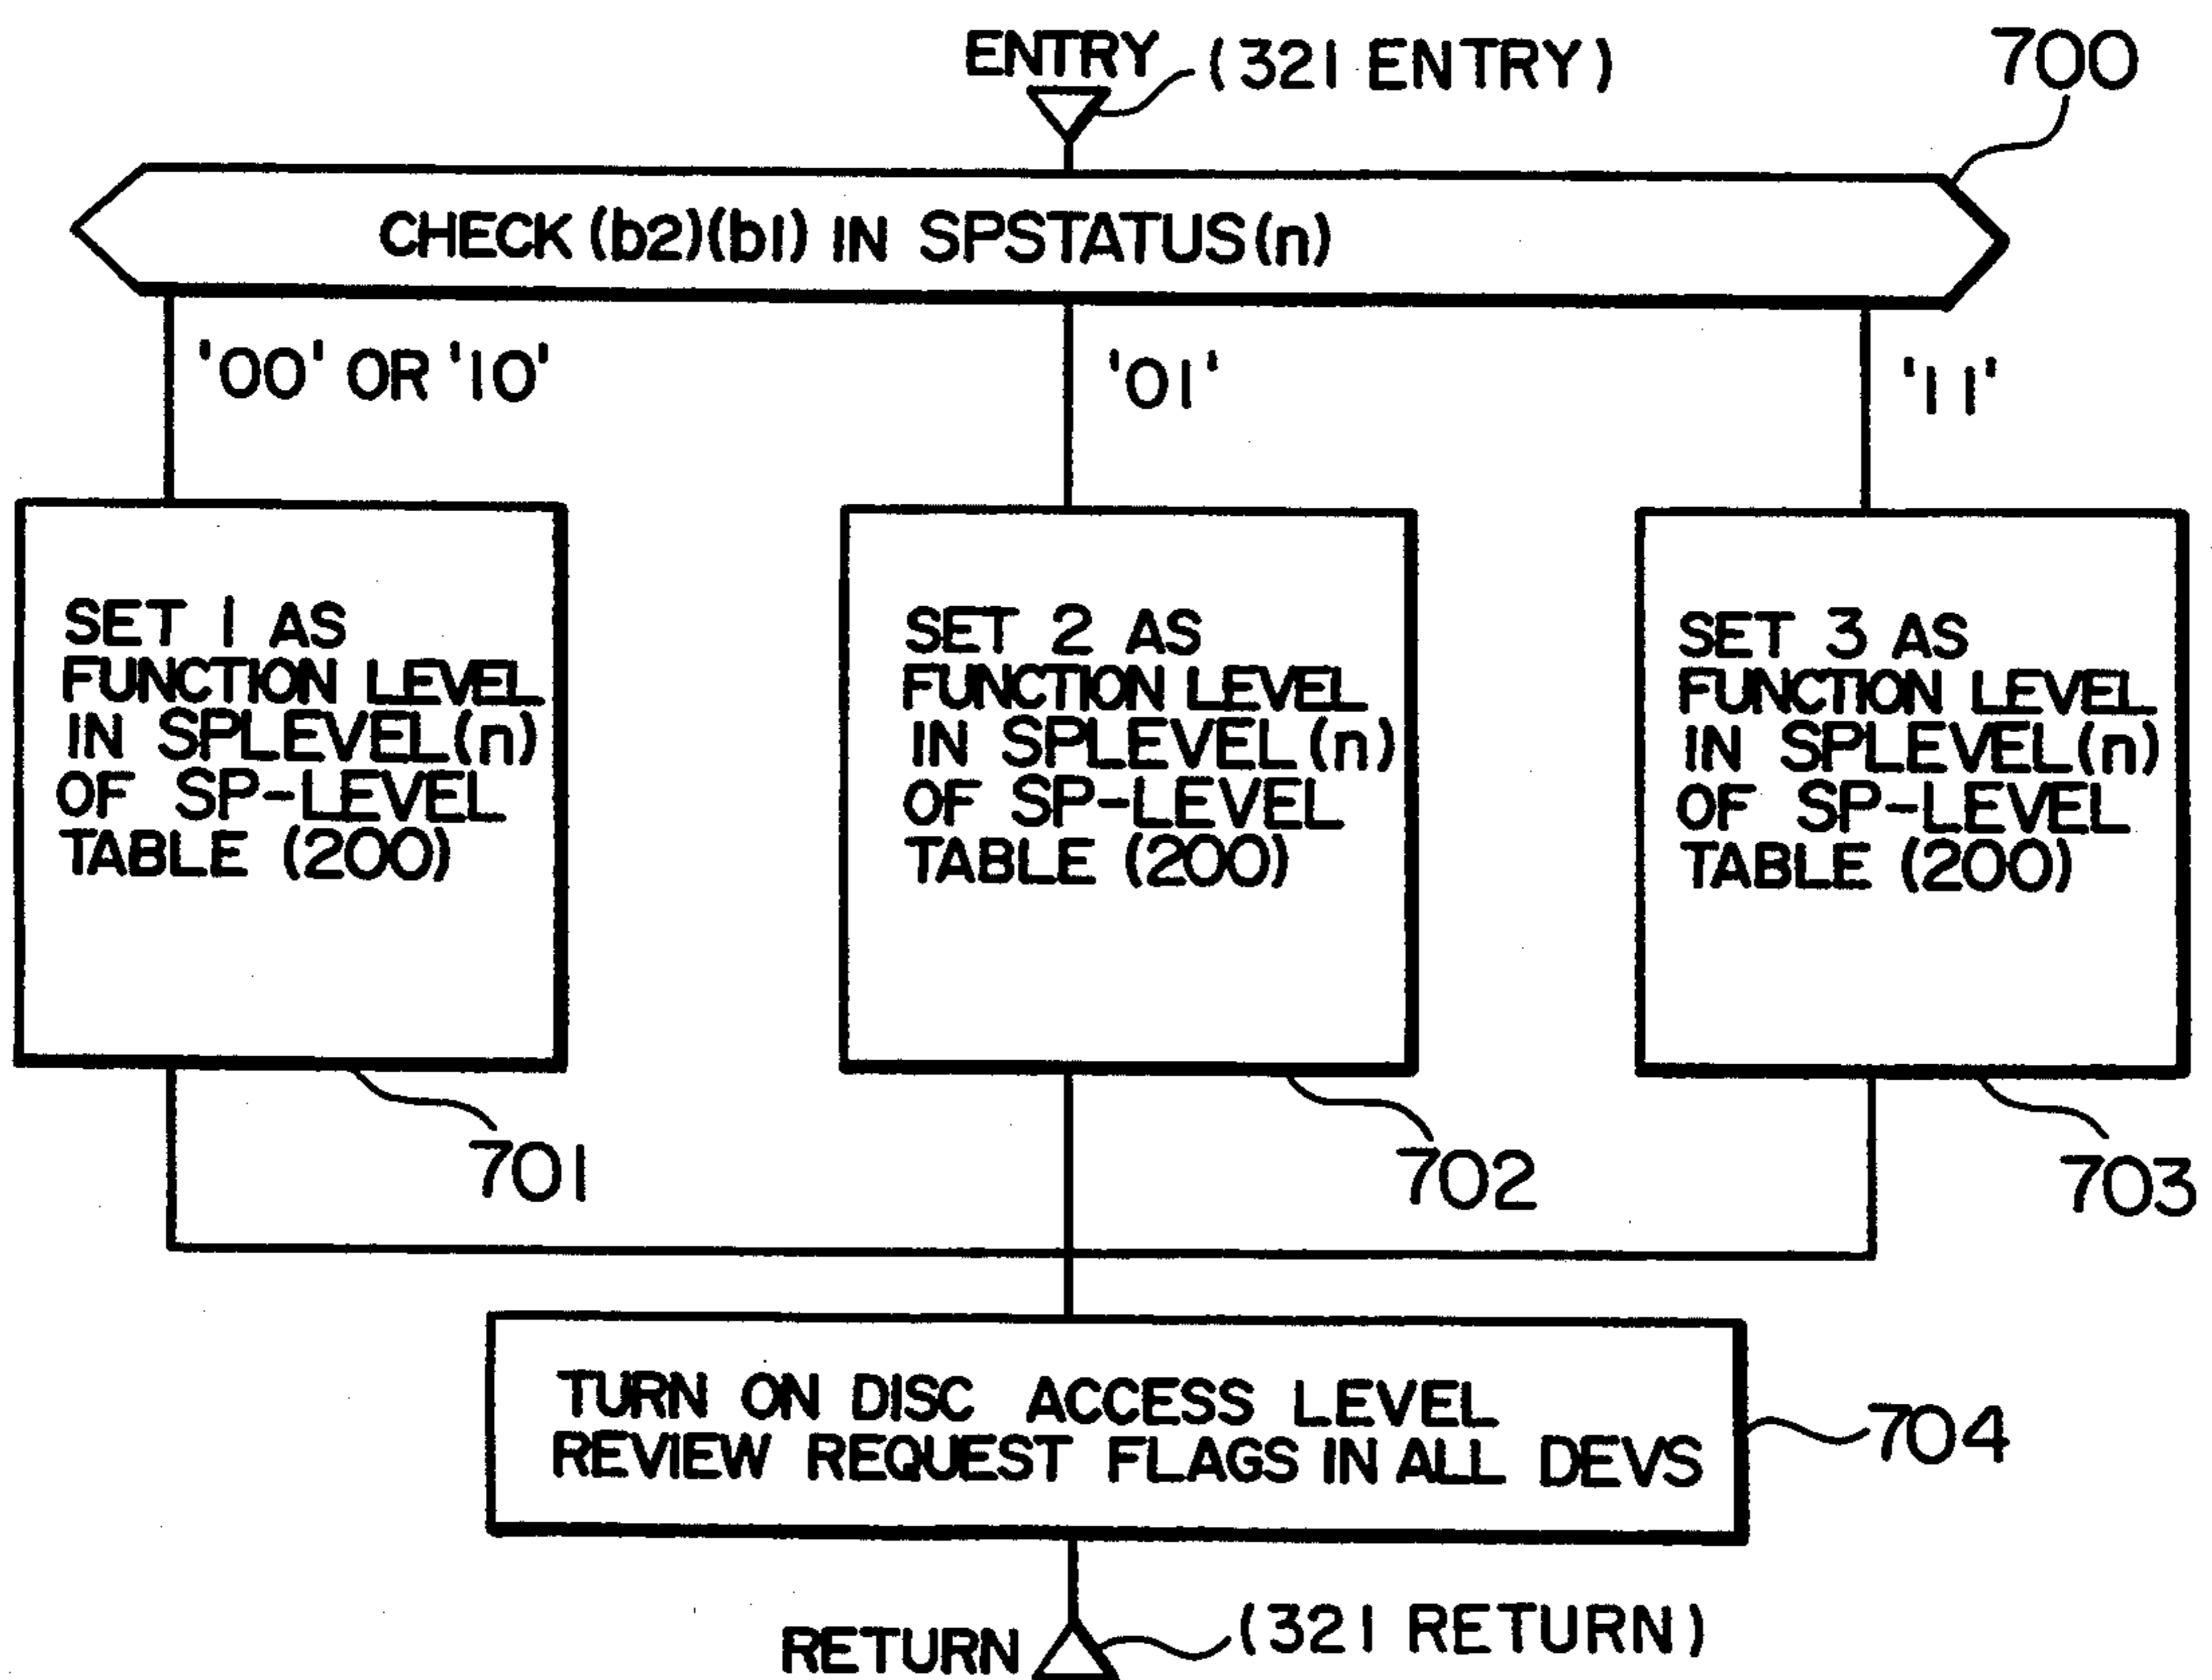 ENTRY (321 ENTRY)
700
CHECK (b2)(b1) IN SPSTATUS(n)
'00' OR '10'
'01'
'11'
SET 1 AS
FUNCTION LEVEL
IN SPLEVEL(n)
OF SP-LEVEL
TABLE (200)
SET 2 AS
FUNCTION LEVEL
IN SPLEVEL(n)
OF SP-LEVEL
TABLE (200)
SET 3 AS
FUNCTION LEVEL
IN SPLEVEL(n)
OF SP-LEVEL
TABLE (200)
701
702
703
TURN ON DISC ACCESS LEVEL
REVIEW REQUEST FLAGS IN ALL DEVS
704
RETURN (321 RETURN)